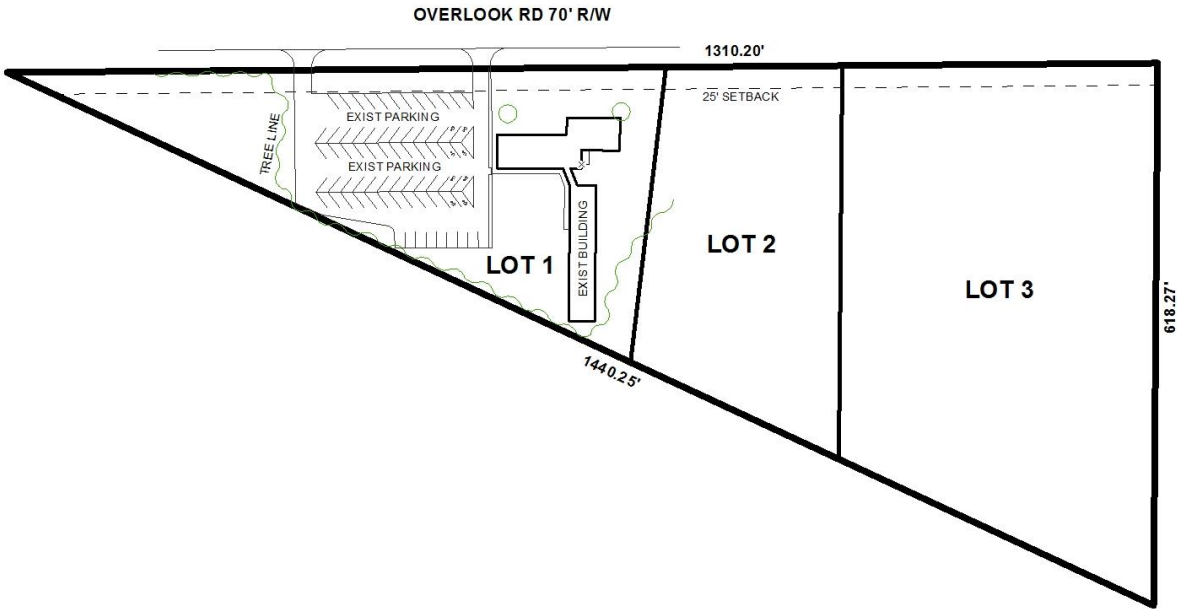 OVERLOOK RD 70' R/W
1310.20'
25' SETBACK
EXIST PARKING
TREE LINE
EXIST PARKING
EXIST BUILDING
LOT 1
LOT 2
LOT 3
618.27'
1440.25'